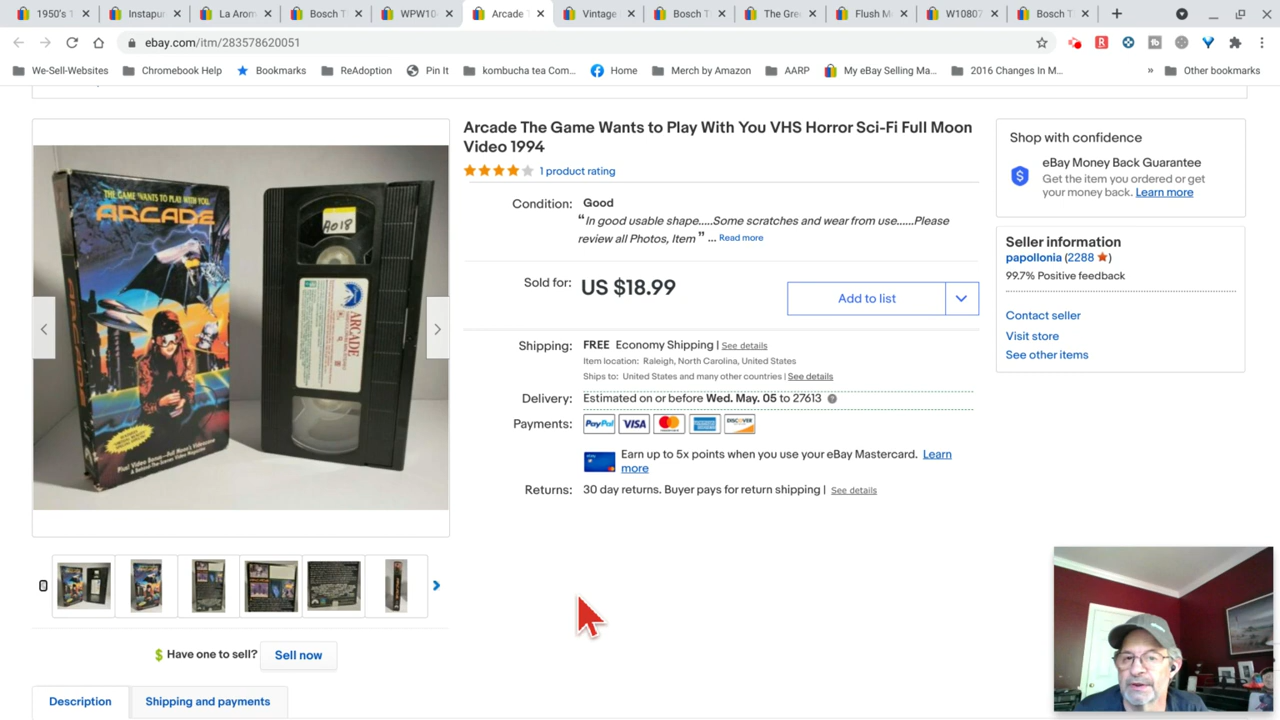 1950's 1
Instapur
La Arom
Bosch T
WPW10
Arcade
Vintage
Bosch T
The Gre
Flush M
W10807
Bosch T
ebay.com/itm/283578620051
We-Sell-Websites
Chromebook Help
Bookmarks
ReAdoption
Pin It
kombucha tea Com...
Home
Merch by Amazon
AARP
My eBay Selling Ma...
2016 Changes In M...
» Other bookmarks
Arcade The Game Wants to Play With You VHS Horror Sci-Fi Full Moon
Video 1994
1 product rating
Condition: Good
“In good usable shape.....Some scratches and wear from use......Please
review all Photos, Item ” ... Read more
Sold for: US $18.99
Add to list
Shipping: FREE Economy Shipping | See details
Item location: Raleigh, North Carolina, United States
Ships to: United States and many other countries | See details
Delivery: Estimated on or before Wed. May. 05 to 27613
Payments: PayPal VISA DISCOVER
Earn up to 5x points when you use your eBay Mastercard. Learn
more
Returns: 30 day returns. Buyer pays for return shipping | See details
Shop with confidence
eBay Money Back Guarantee
Get the item you ordered or get
your money back. Learn more
Seller information
papollonia (2288 )
99.7% Positive feedback
Contact seller
Visit store
See other items
THE GAME WANTS TO PLAY WITH YOU
ARCADE
A018
ARCADE
$ Have one to sell? Sell now
Description
Shipping and payments